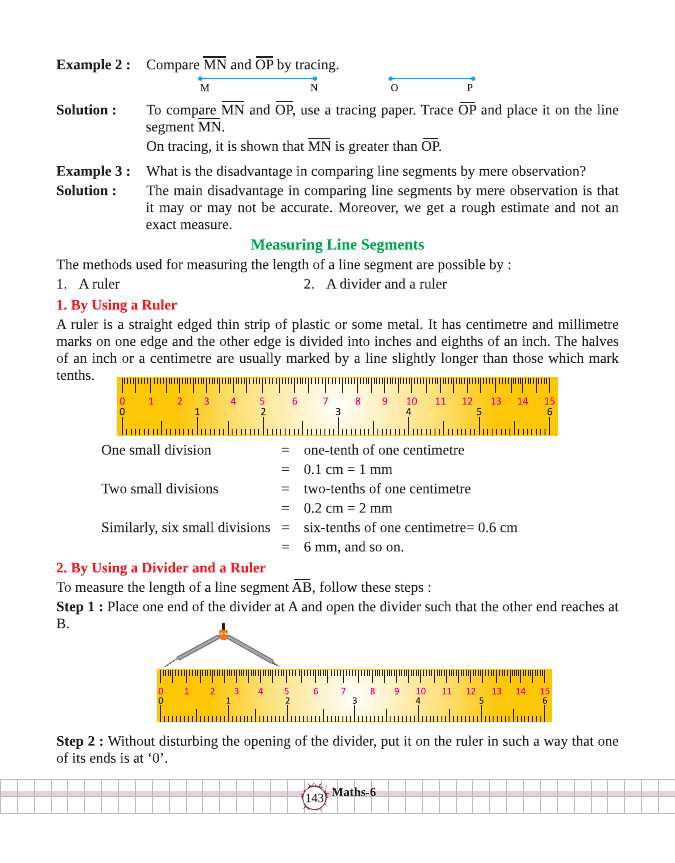 Example 2 : Compare MN and OP by tracing.
M N O P
Solution : To compare MN and OP, use a tracing paper. Trace OP and place it on the line
segment MN.
On tracing, it is shown that MN is greater than OP.
Example 3 : What is the disadvantage in comparing line segments by mere observation?
Solution : The main disadvantage in comparing line segments by mere observation is that
it may or may not be accurate. Moreover, we get a rough estimate and not an
exact measure.
Measuring Line Segments
The methods used for measuring the length of a line segment are possible by :
1. A ruler 2. A divider and a ruler
1. By Using a Ruler
A ruler is a straight edged thin strip of plastic or some metal. It has centimetre and millimetre
marks on one edge and the other edge is divided into inches and eighths of an inch. The halves
of an inch or a centimetre are usually marked by a line slightly longer than those which mark
tenths.
0 1 2 3 4 5 6 7 8 9 10 11 12 13 14 15
0 1 2 3 4 5 6
One small division = one-tenth of one centimetre
= 0.1 cm = 1 mm
Two small divisions = two-tenths of one centimetre
= 0.2 cm = 2 mm
Similarly, six small divisions = six-tenths of one centimetre= 0.6 cm
= 6 mm, and so on.
2. By Using a Divider and a Ruler
To measure the length of a line segment AB, follow these steps :
Step 1 : Place one end of the divider at A and open the divider such that the other end reaches at
B.
0 1 2 3 4 5 6 7 8 9 10 11 12 13 14 15
0 1 2 3 4 5 6
Step 2 : Without disturbing the opening of the divider, put it on the ruler in such a way that one
of its ends is at ‘0’.
143 Maths-6